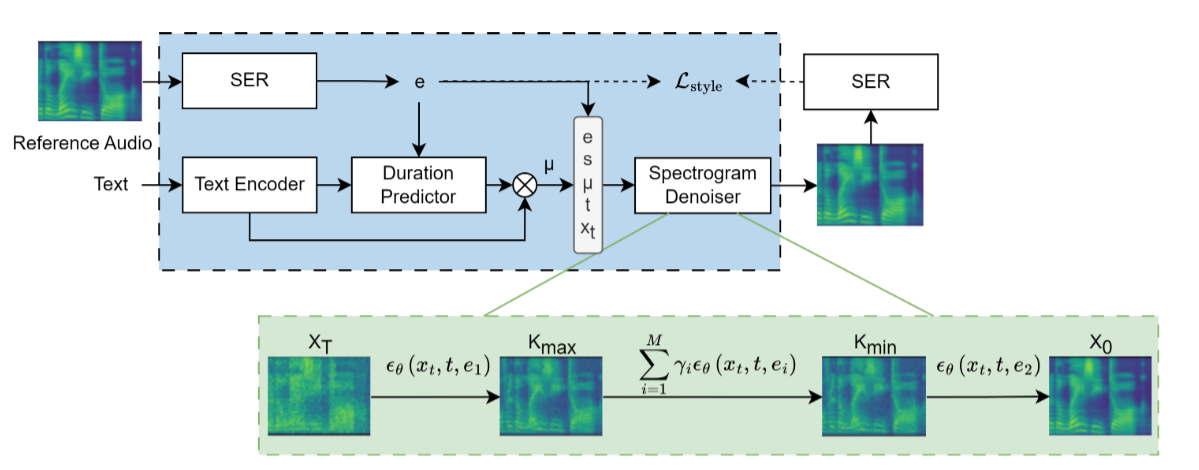 SER
e
ℒ_style
SER
Reference Audio
Text
Text Encoder
Duration
Predictor
μ
e
s
μ
t
x_t
Spectrogram
Denoiser
X_T
ϵ_θ (x_t, t, e_1)
K_max
∑_{i=1}^{M} γ_i ϵ_θ (x_t, t, e_i)
K_min
ϵ_θ (x_t, t, e_2)
X_0